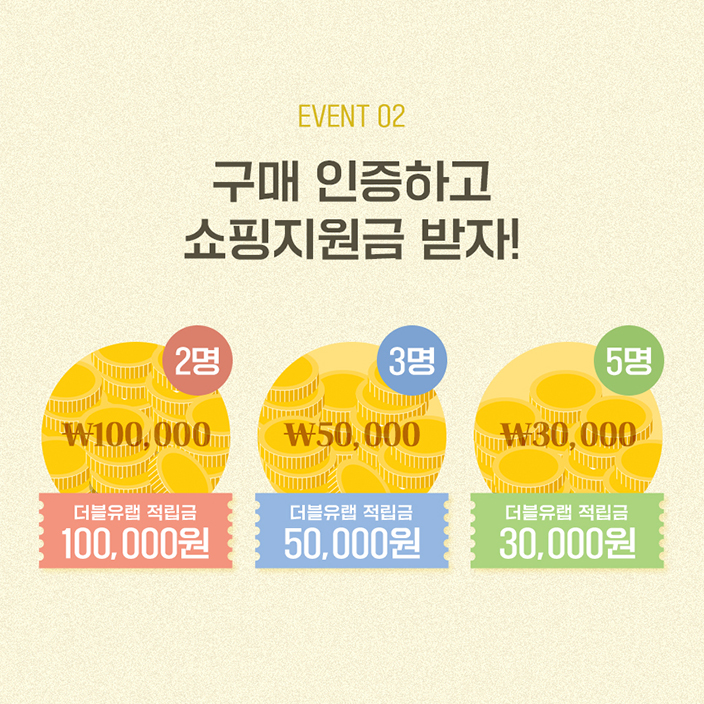 EVENT 02
구매 인증하고
쇼핑지원금 받자!
2명
3명
5명
₩100,000
₩50,000
₩30,000
더블유랩 적립금
100,000원
더블유랩 적립금
50,000원
더블유랩 적립금
30,000원